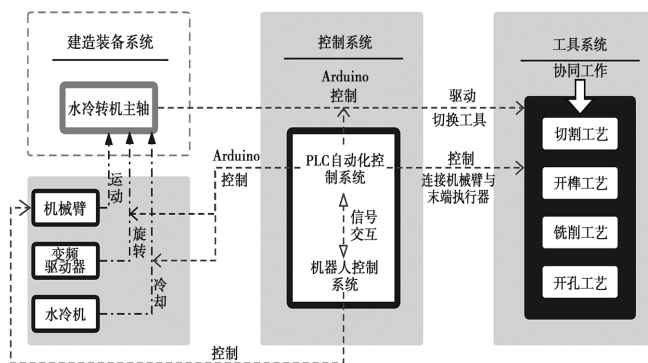 建造装备系统
水冷转机主轴
运动
旋转
冷却
机械臂
变频
驱动器
水冷机
控制系统
Arduino
控制
Arduino
控制
PLC自动化控
制系统
信号
交互
机器人控制
系统
控制
驱动
切换工具
控制
连接机械臂与
末端执行器
工具系统
协同工作
切割工艺
开榫工艺
铣削工艺
开孔工艺